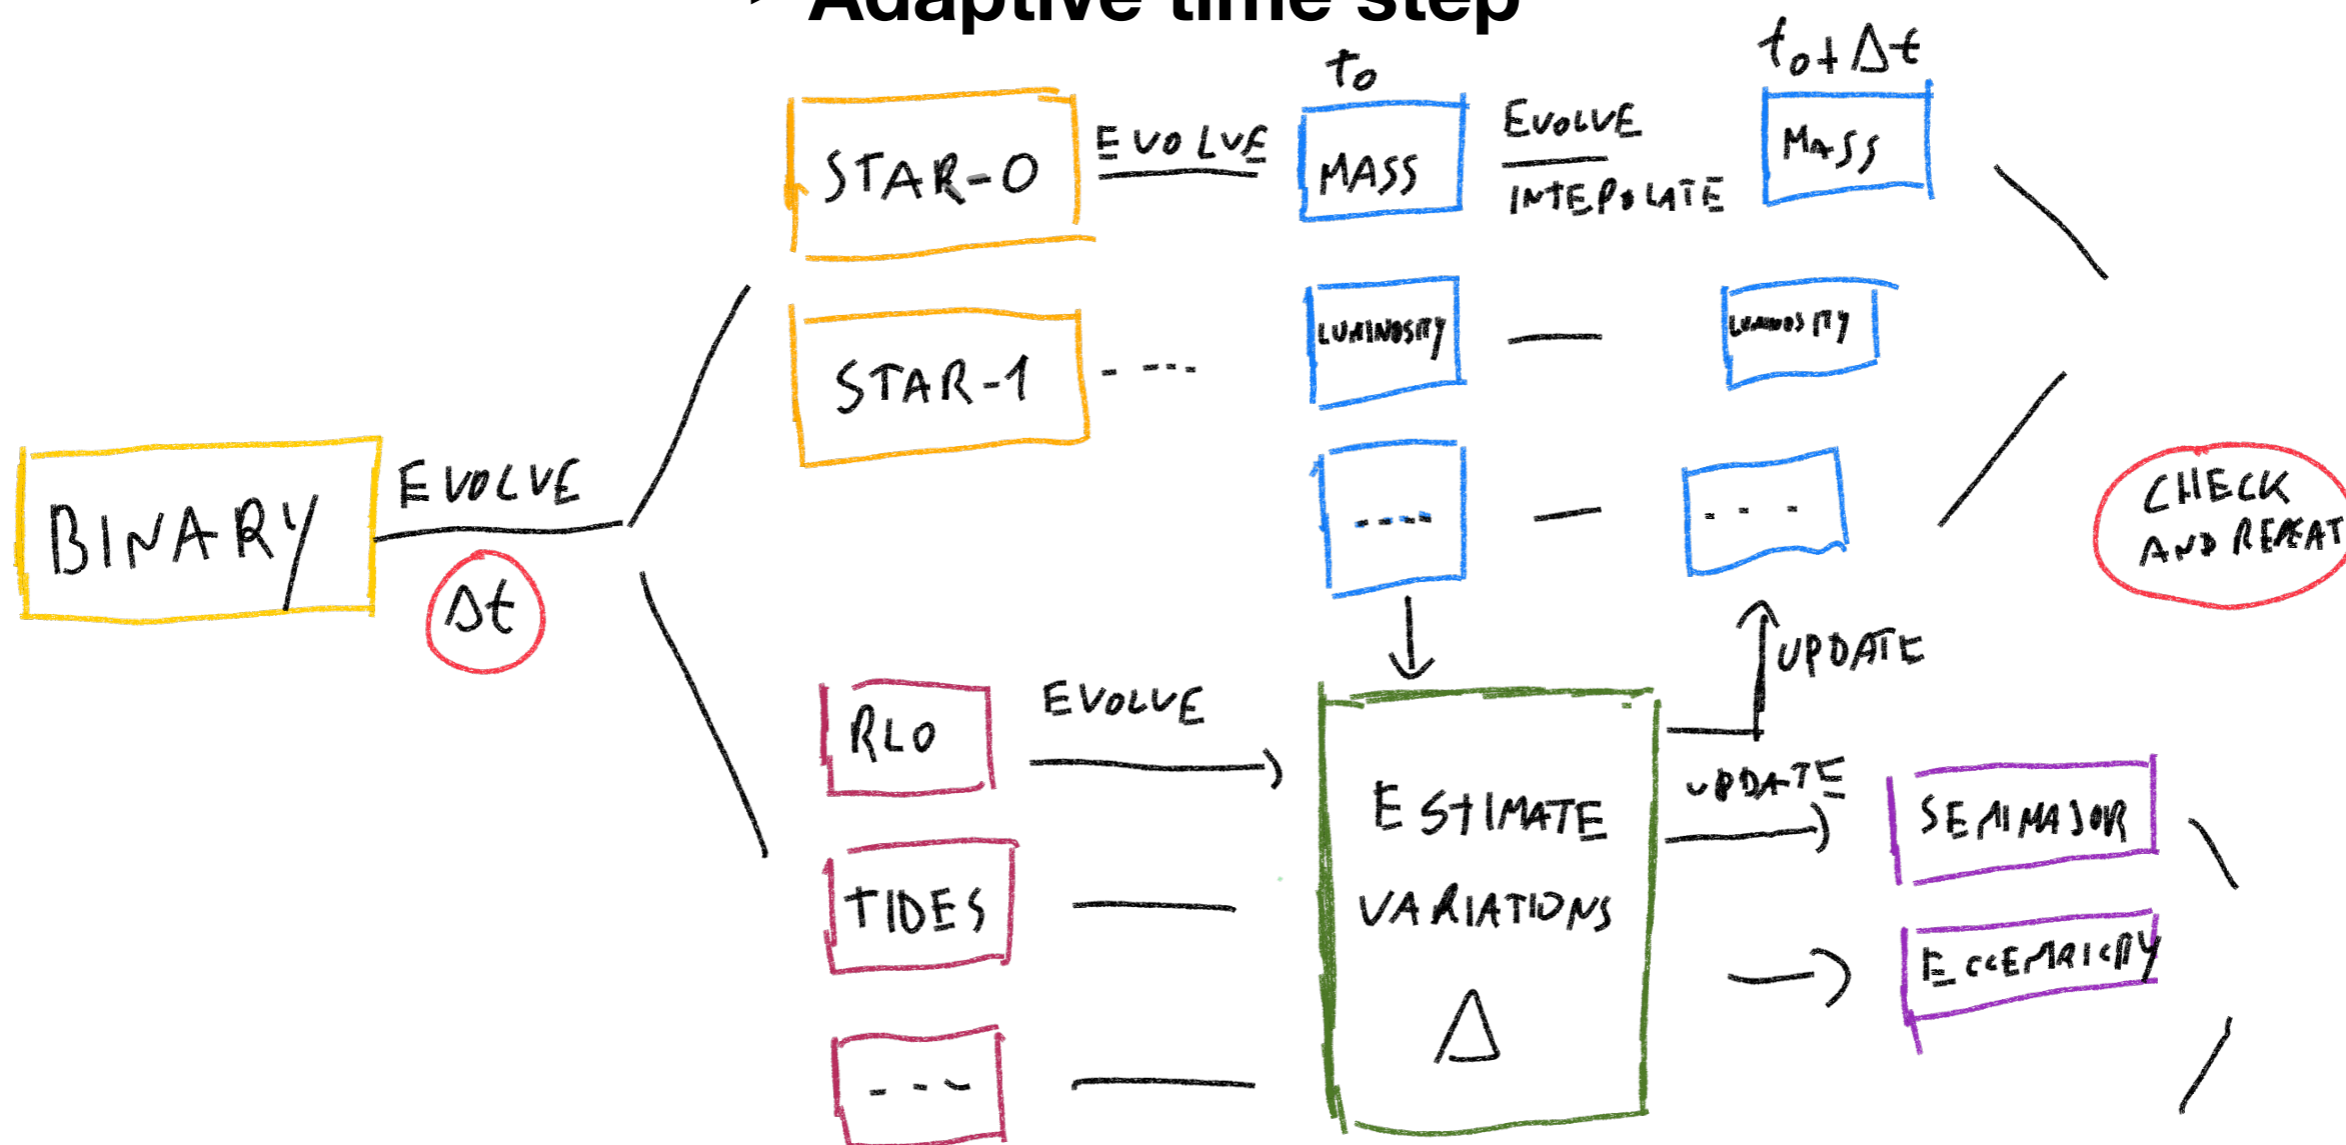 Adaptive time step
t0
t0+Δt
STAR-0
EVOLVE
MASS
EVOLVE
INTEPOLATE
MASS
STAR-1
LUMINOSITY
LUMINOSITY
BINARY
EVOLVE
Δt
CHECK
AND REPEAT
UPDATE
RLO
EVOLVE
ESTIMATE
VARIATIONS
Δ
UPDATE
SEMIMAJOR
TIDES